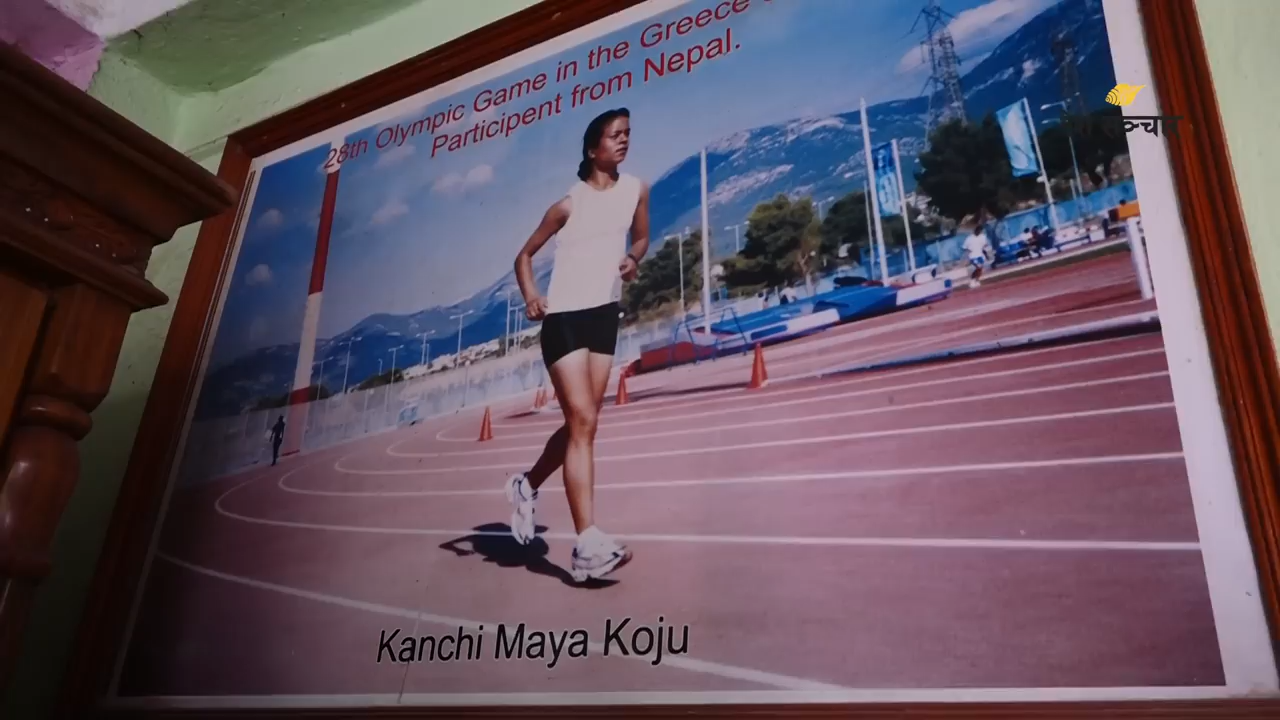 28th Olympic Game in the Greece
Participant from Nepal.
Kanchi Maya Koju